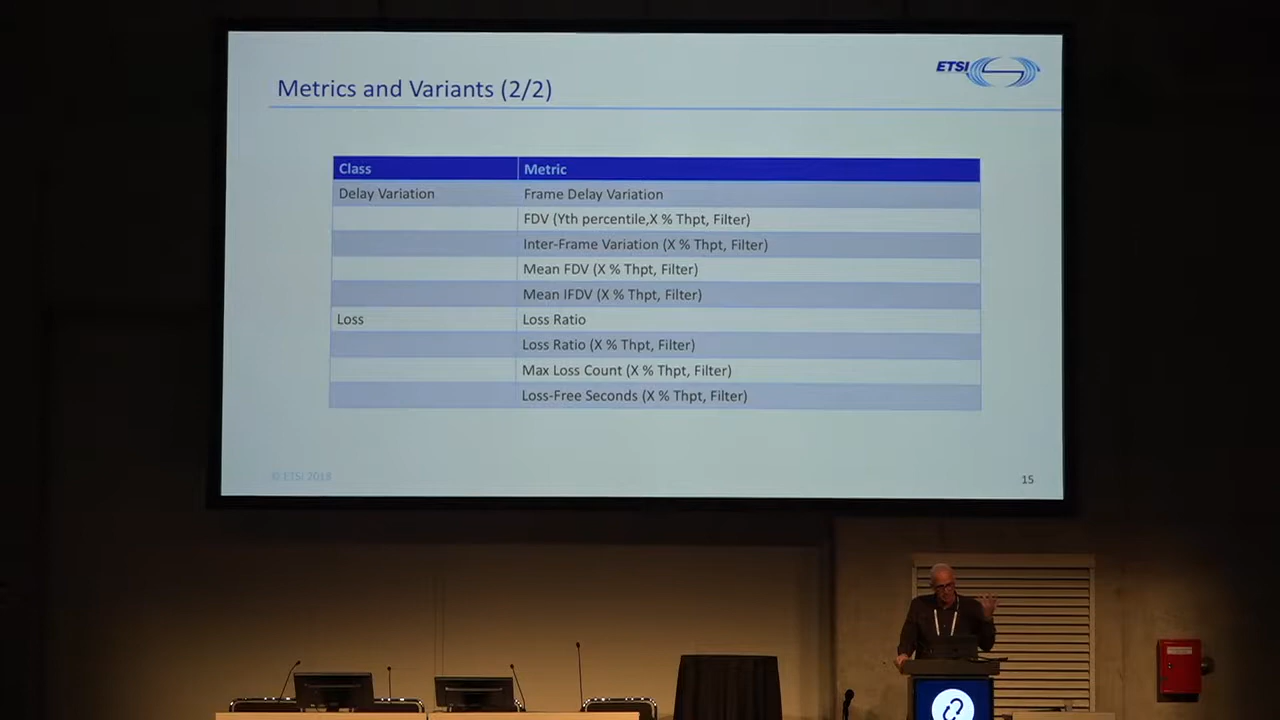 ETSI
Metrics and Variants (2/2)
Class Metric
Delay Variation Frame Delay Variation
FDV (Yth percentile,X % Thpt, Filter)
Inter-Frame Variation (X % Thpt, Filter)
Mean FDV (X % Thpt, Filter)
Mean IFDV (X % Thpt, Filter)
Loss Loss Ratio
Loss Ratio (X % Thpt, Filter)
Max Loss Count (X % Thpt, Filter)
Loss-Free Seconds (X % Thpt, Filter)
© ETSI 2018
15